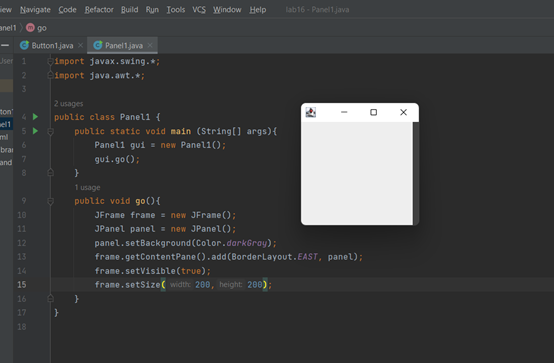 iew Navigate Code Refactor Build Run Tools VCS Window Help lab16 - Panel1.java
anel1 m go
Button1.java Panel1.java
User
ton1
nel1
ml
brar
and
1 import javax.swing.*;
2 import java.awt.*;
3
2 usages
4 public class Panel1 {
5 public static void main (String[] args){
6 Panel1 gui = new Panel1();
7 gui.go();
8 }
1 usage
9 public void go(){
10 JFrame frame = new JFrame();
11 JPanel panel = new JPanel();
12 panel.setBackground(Color.darkGray);
13 frame.getContentPane().add(BorderLayout.EAST, panel);
14 frame.setVisible(true);
15 frame.setSize( width: 200, height: 200);
16 }
17 }
18